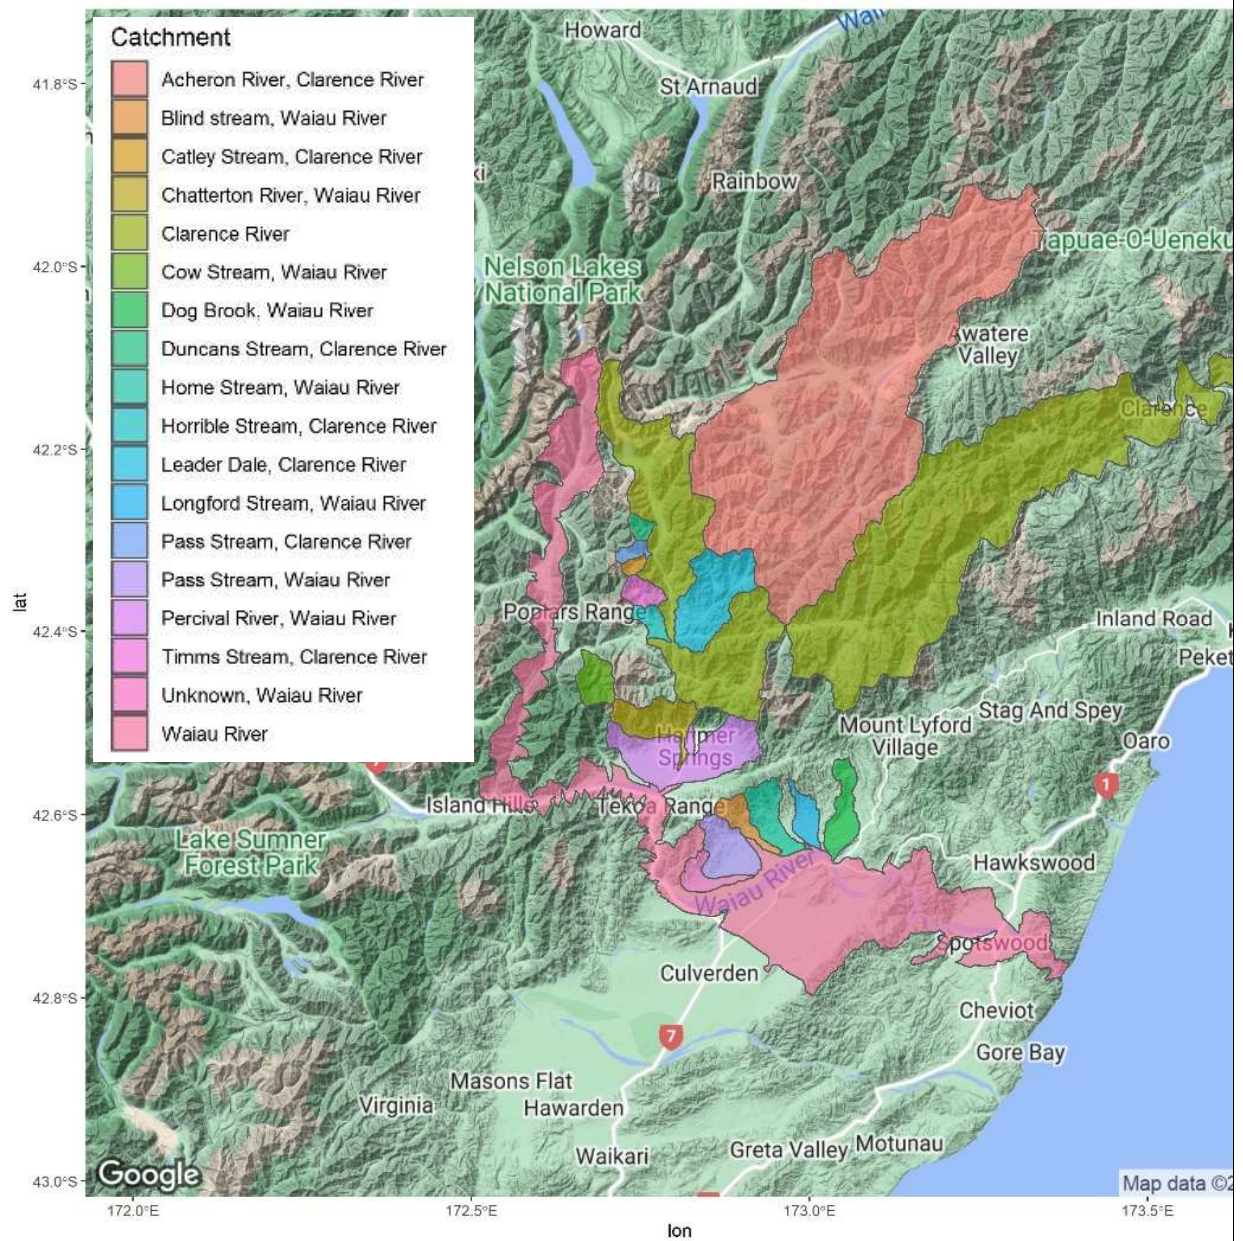 Catchment
Acheron River, Clarence River
Blind stream, Waiau River
Catley Stream, Clarence River
Chatterton River, Waiau River
Clarence River
Cow Stream, Waiau River
Dog Brook, Waiau River
Duncans Stream, Clarence River
Home Stream, Waiau River
Horrible Stream, Clarence River
Leader Dale, Clarence River
Longford Stream, Waiau River
Pass Stream, Clarence River
Pass Stream, Waiau River
Percival River, Waiau River
Timms Stream, Clarence River
Unknown, Waiau River
Waiau River
Howard
St Arnaud
Rainbow
Nelson Lakes
National Park
Tapuae-O-Ueneku
Awatere
Valley
Clarence
Poplars Range
Inland Road
Peket
Hanmer
Springs
Mount Lyford
Village
Stag And Spey
Oaro
1
Island Hills
Tekoa Range
Lake Sumner
Forest Park
Hawkswood
Waiau River
Spotswood
Culverden
Cheviot
7
Gore Bay
Masons Flat
Virginia
Hawarden
Waikari
Greta Valley
Motunau
Google
Map data ©2
41.8°S
42.0°S
42.2°S
42.4°S
42.6°S
42.8°S
43.0°S
lat
172.0°E
172.5°E
173.0°E
173.5°E
lon